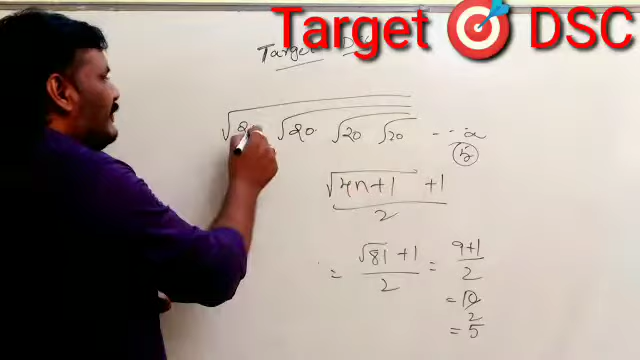 Target 🎯 DSC
Target
√20 √20 √20 ... ∝
5
(√4n+1 +1)/2
= (√81 +1)/2 = (9+1)/2
= 10/2
= 5